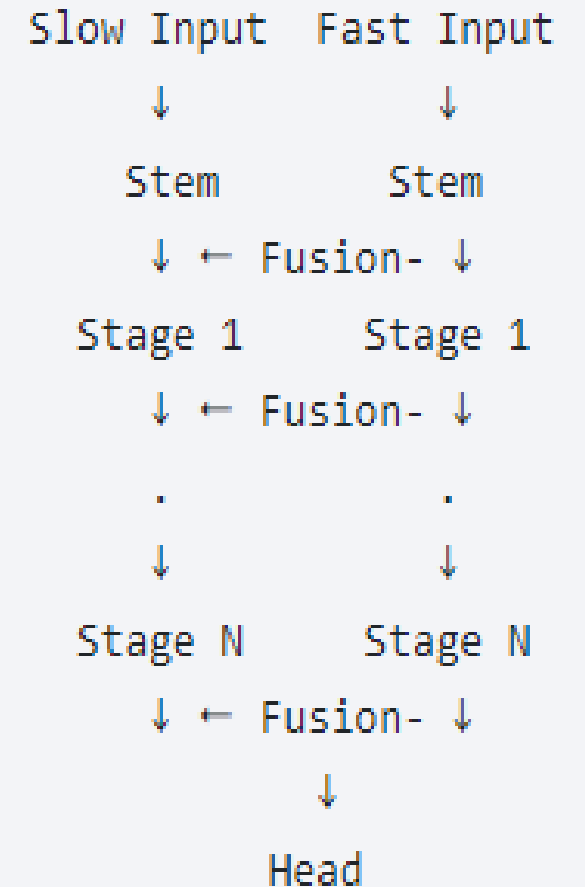 Slow Input  Fast Input
↓ ↓
Stem Stem
↓ ← Fusion- ↓
Stage 1 Stage 1
↓ ← Fusion- ↓
. .
↓ ↓
Stage N Stage N
↓ ← Fusion- ↓
↓
Head